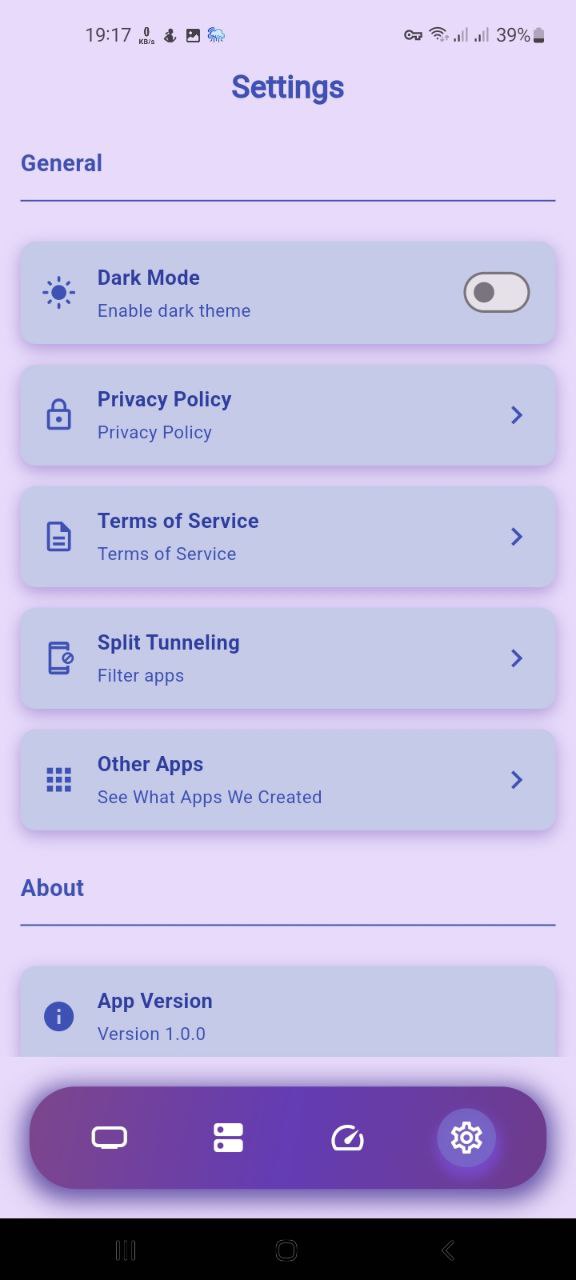 19:17 0 KB/s 39%
Settings
General
Dark Mode
Enable dark theme
Privacy Policy
Privacy Policy
Terms of Service
Terms of Service
Split Tunneling
Filter apps
Other Apps
See What Apps We Created
About
App Version
Version 1.0.0